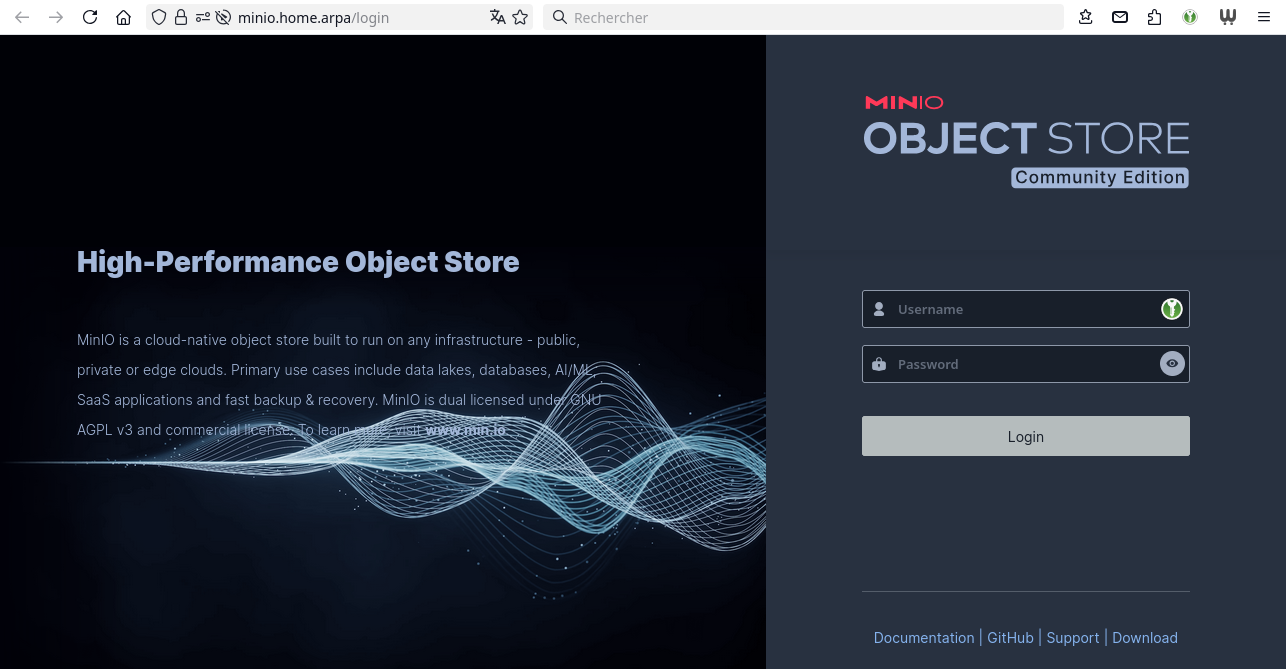 minio.home.arpa/login
Rechercher
MINIO
OBJECT STORE
Community Edition
High-Performance Object Store
MinIO is a cloud-native object store built to run on any infrastructure - public,
private or edge clouds. Primary use cases include data lakes, databases, AI/ML,
SaaS applications and fast backup & recovery. MinIO is dual licensed under GNU
AGPL v3 and commercial license. To learn more, visit www.min.io.
Username
Password
Login
Documentation | GitHub | Support | Download